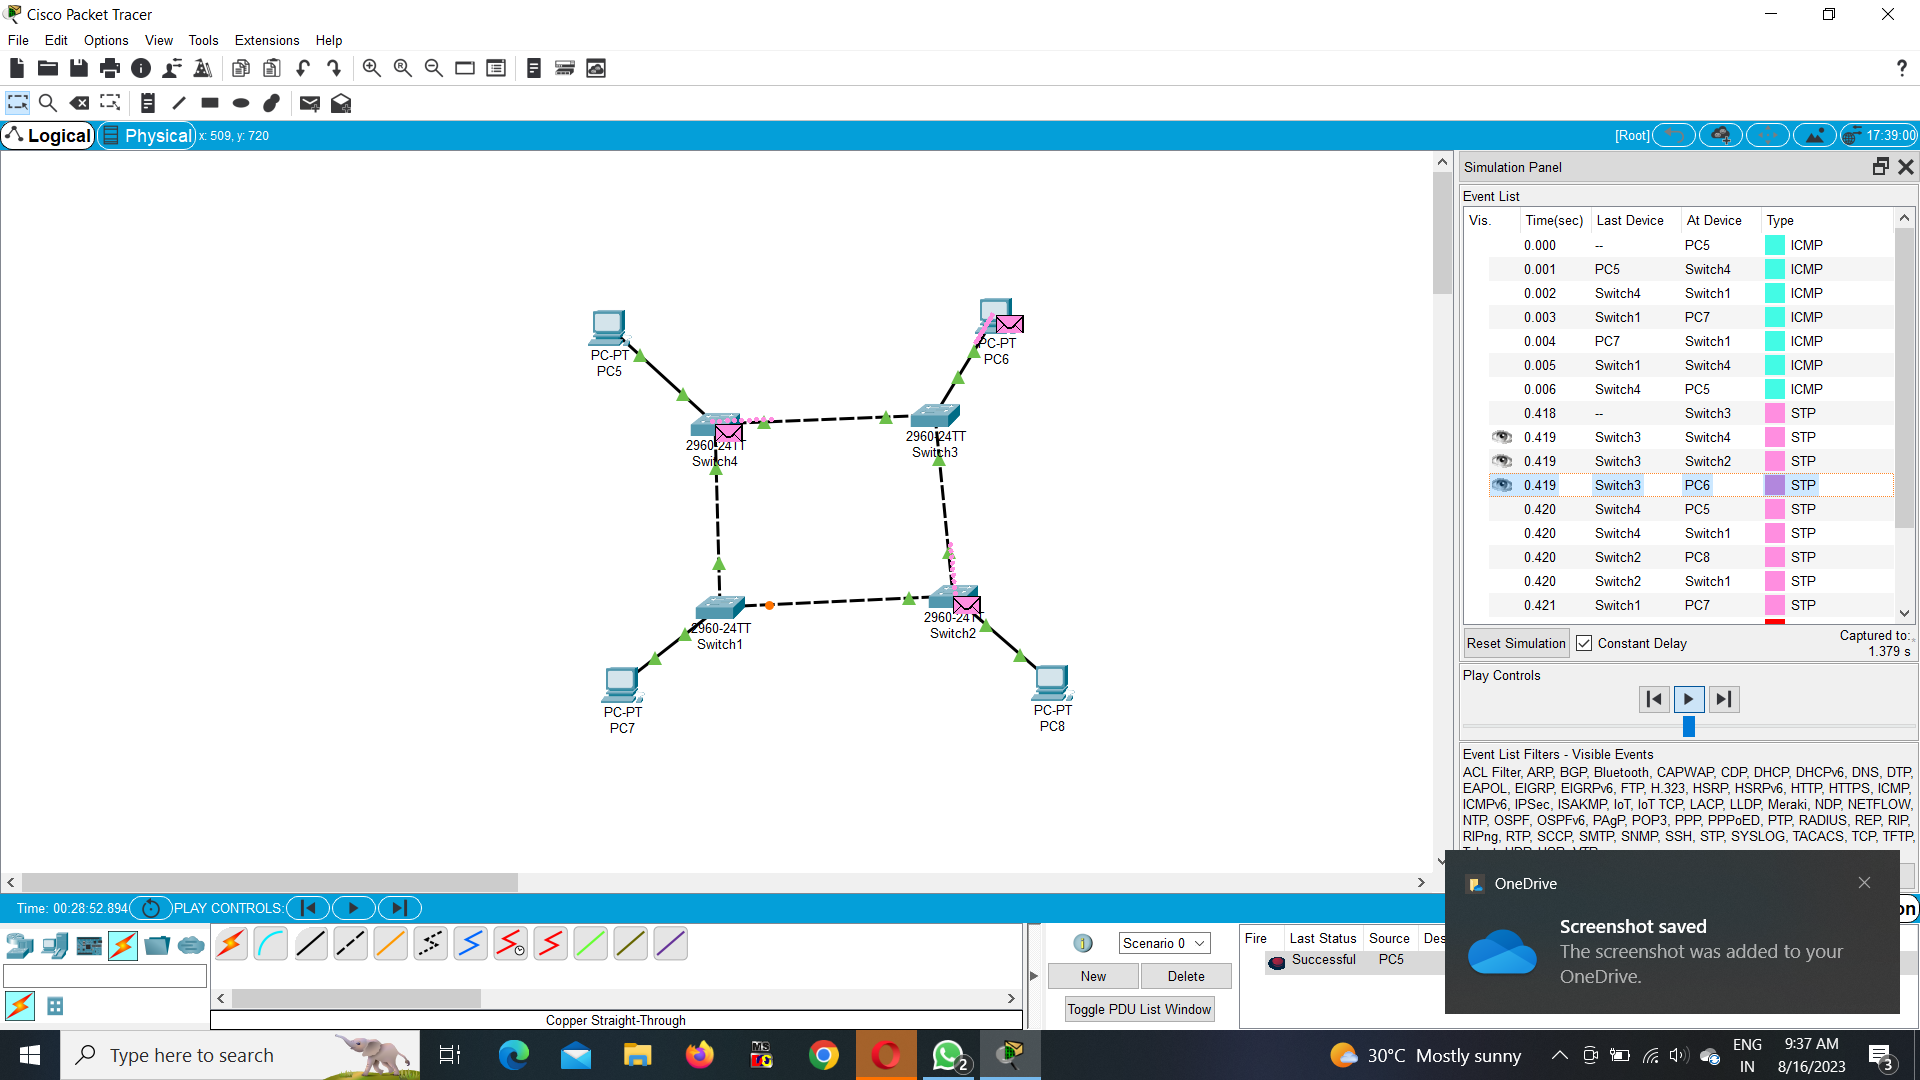 Cisco Packet Tracer
File Edit Options View Tools Extensions Help
Logical Physical x: 509, y: 720 [Root] 17:39:00
Simulation Panel
Event List
Vis. Time(sec) Last Device At Device Type
0.000 -- PC5 ICMP
0.001 PC5 Switch4 ICMP
0.002 Switch4 Switch1 ICMP
0.003 Switch1 PC7 ICMP
0.004 PC7 Switch1 ICMP
0.005 Switch1 Switch4 ICMP
0.006 Switch4 PC5 ICMP
0.418 -- Switch3 STP
0.419 Switch3 Switch4 STP
0.419 Switch3 Switch2 STP
0.419 Switch3 PC6 STP
0.420 Switch4 PC5 STP
0.420 Switch4 Switch1 STP
0.420 Switch2 PC8 STP
0.420 Switch2 Switch1 STP
0.421 Switch1 PC7 STP
Reset Simulation Constant Delay Captured to:
1.379 s
Play Controls
Event List Filters - Visible Events
ACL Filter, ARP, BGP, Bluetooth, CAPWAP, CDP, DHCP, DHCPv6, DNS, DTP,
EAPOL, EIGRP, EIGRPv6, FTP, H.323, HSRP, HSRPv6, HTTP, HTTPS, ICMP,
ICMPv6, IPSec, ISAKMP, IoT, IoT TCP, LACP, LLDP, Meraki, NDP, NETFLOW,
NTP, OSPF, OSPFv6, PAgP, POP3, PPP, PPPoED, PTP, RADIUS, REP, RIP,
RIPng, RTP, SCCP, SMTP, SNMP, SSH, STP, SYSLOG, TACACS, TCP, TFTP,
PC-PT
PC5
PC-PT
PC6
2960-24TT
Switch4
2960-24TT
Switch3
2960-24TT
Switch1
2960-24T
Switch2
PC-PT
PC7
PC-PT
PC8
Time: 00:28:52.894 PLAY CONTROLS:
Copper Straight-Through
Scenario 0
New Delete
Toggle PDU List Window
Fire Last Status Source Des
Successful PC5
on
OneDrive
Screenshot saved
The screenshot was added to your
OneDrive.
Type here to search
MS
2
30°C Mostly sunny
ENG
IN
9:37 AM
8/16/2023
3